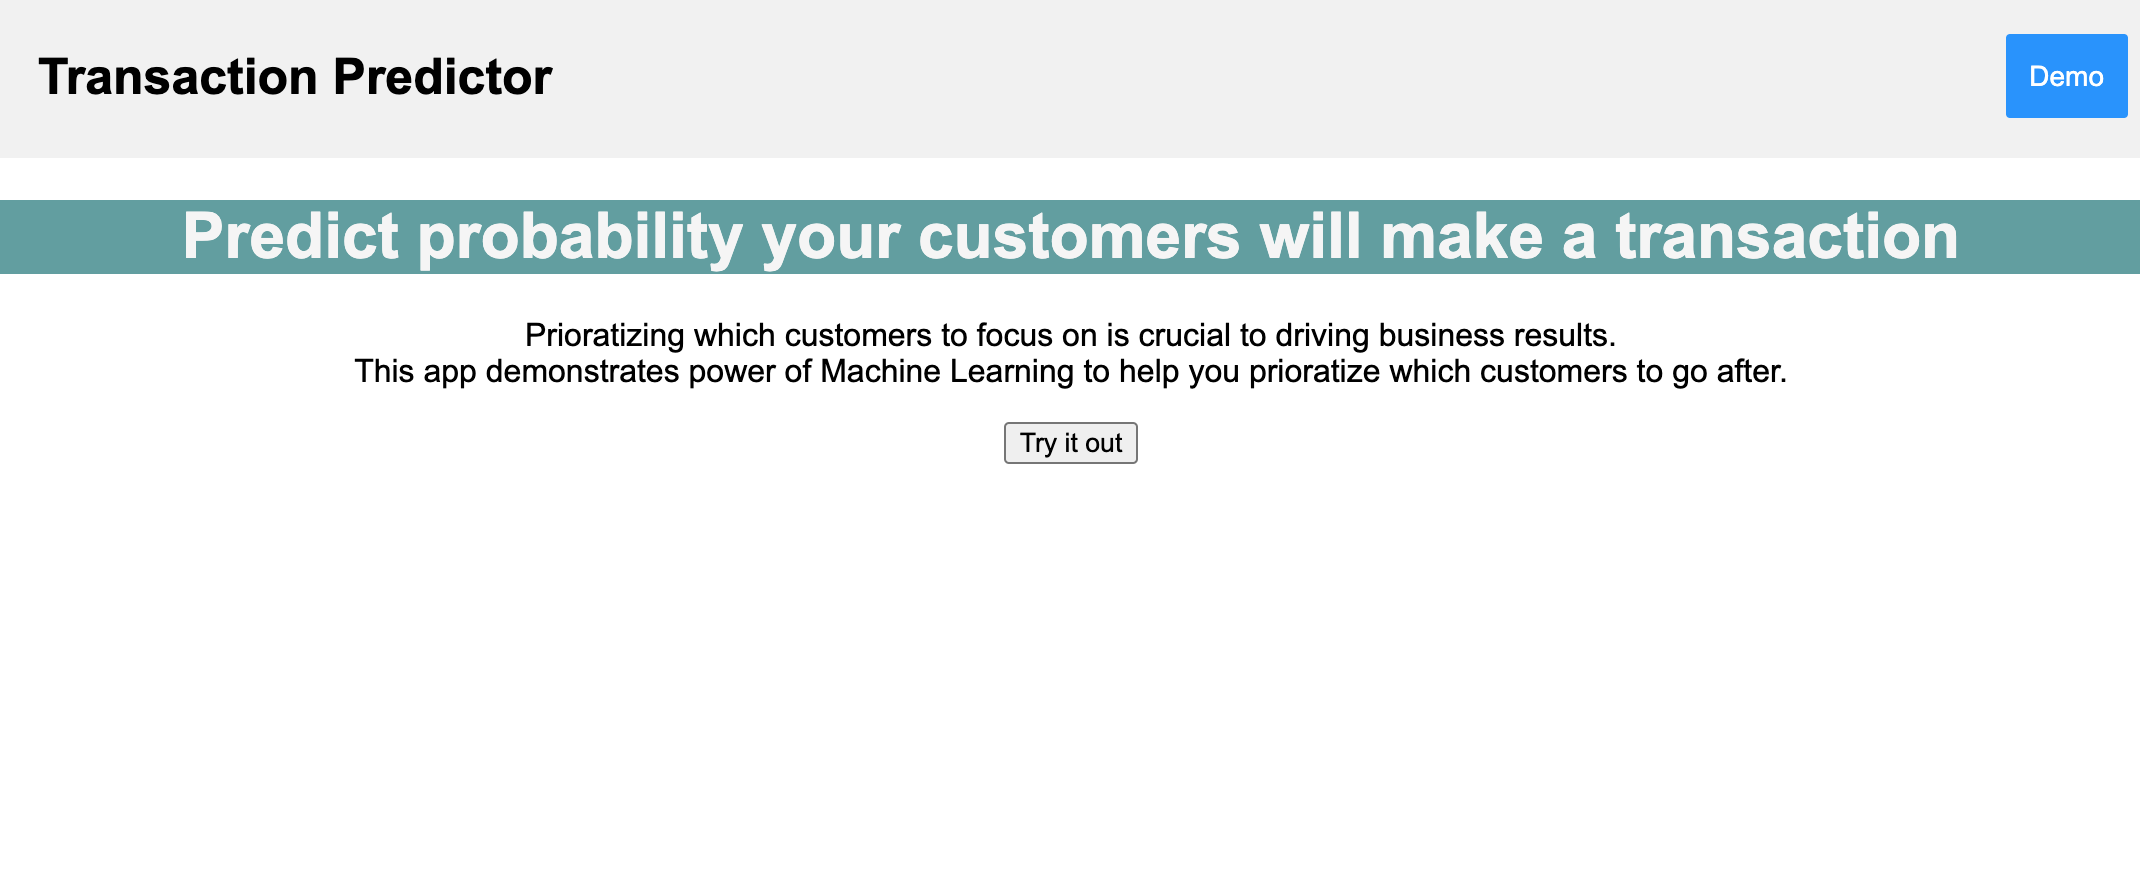 Transaction Predictor
Demo
Predict probability your customers will make a transaction
Prioratizing which customers to focus on is crucial to driving business results.
This app demonstrates power of Machine Learning to help you prioratize which customers to go after.
Try it out